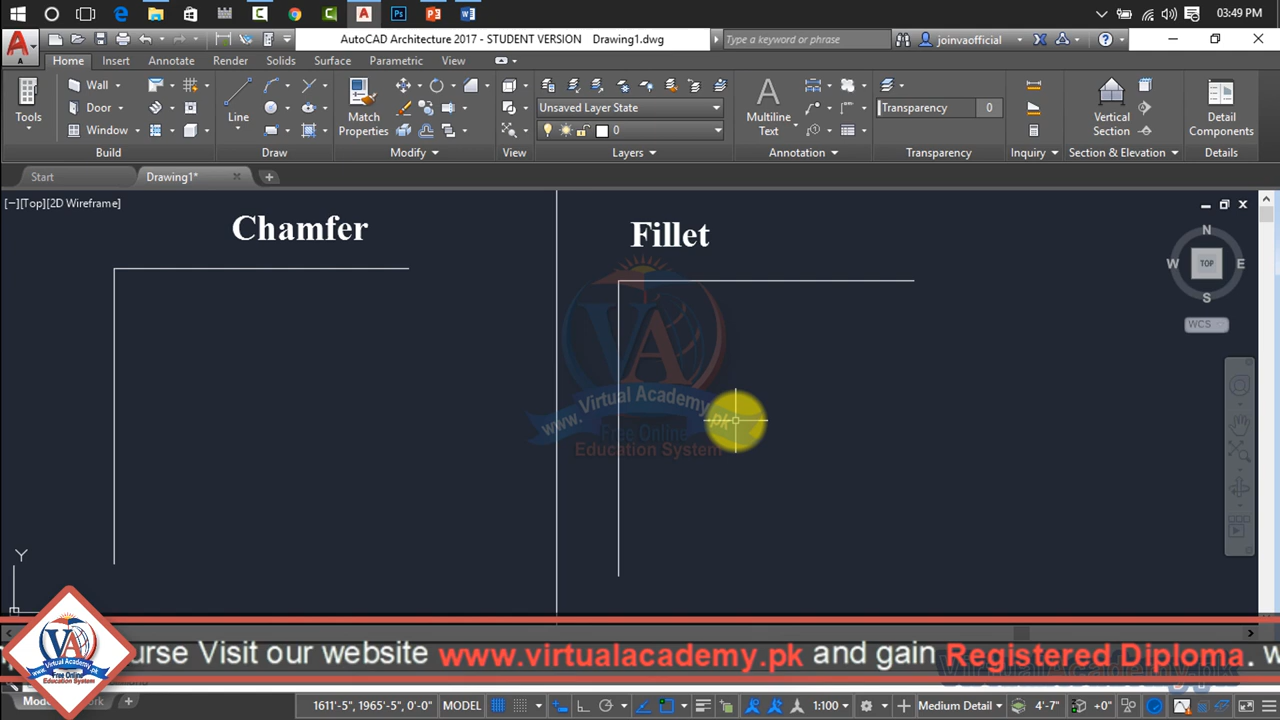 03:49 PM
AutoCAD Architecture 2017 - STUDENT VERSION Drawing1.dwg
Type a keyword or phrase
joinvaofficial
Home Insert Annotate Render Solids Surface Parametric View
Tools
Wall
Door
Window
Line
Match
Properties
Unsaved Layer State
0
Multiline
Text
Transparency 0
Vertical
Section
Detail
Components
Build Draw Modify View Layers Annotation Transparency Inquiry Section & Elevation Details
Start Drawing1*
[−][Top][2D Wireframe]
Chamfer
Fillet
N
W TOP E
S
WCS
VA
www. Virtual Academy .pk
Free Online
Education System
Y
VA
Virtual Academy.pk
Free Online
Education System
urse Visit our website www.virtualacademy.pk and gain Registered Diploma. w
1611'-5", 1965'-5", 0'-0" MODEL 1:100 Medium Detail 4'-7" +0"